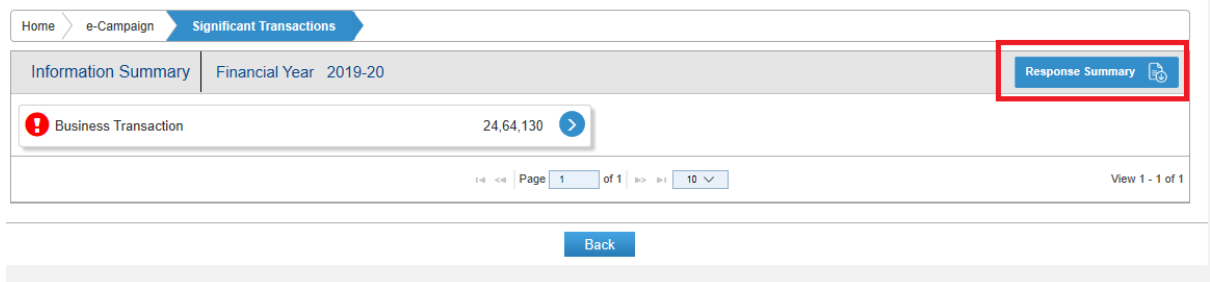 Home e-Campaign Significant Transactions
Information Summary Financial Year 2019-20 Response Summary
Business Transaction 24,64,130
Page 1 of 1 10 View 1 - 1 of 1
Back